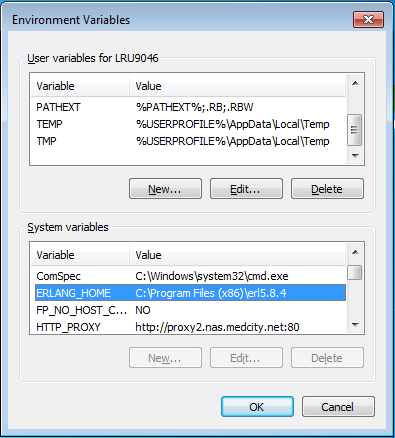 Environment Variables
User variables for LRU9046
Variable Value
PATHEXT %PATHEXT%;.RB;.RBW
TEMP %USERPROFILE%\AppData\Local\Temp
TMP %USERPROFILE%\AppData\Local\Temp
New... Edit... Delete
System variables
Variable Value
ComSpec C:\Windows\system32\cmd.exe
ERLANG_HOME C:\Program Files (x86)\erl5.8.4
FP_NO_HOST_C... NO
HTTP_PROXY http://proxy2.nas.medcity.net:80
New... Edit... Delete
OK Cancel